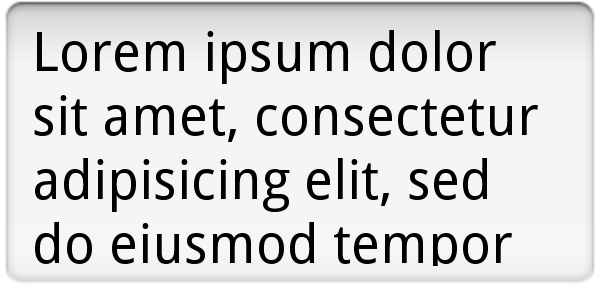 Lorem ipsum dolor
sit amet, consectetur
adipisicing elit, sed
do eiusmod tempor